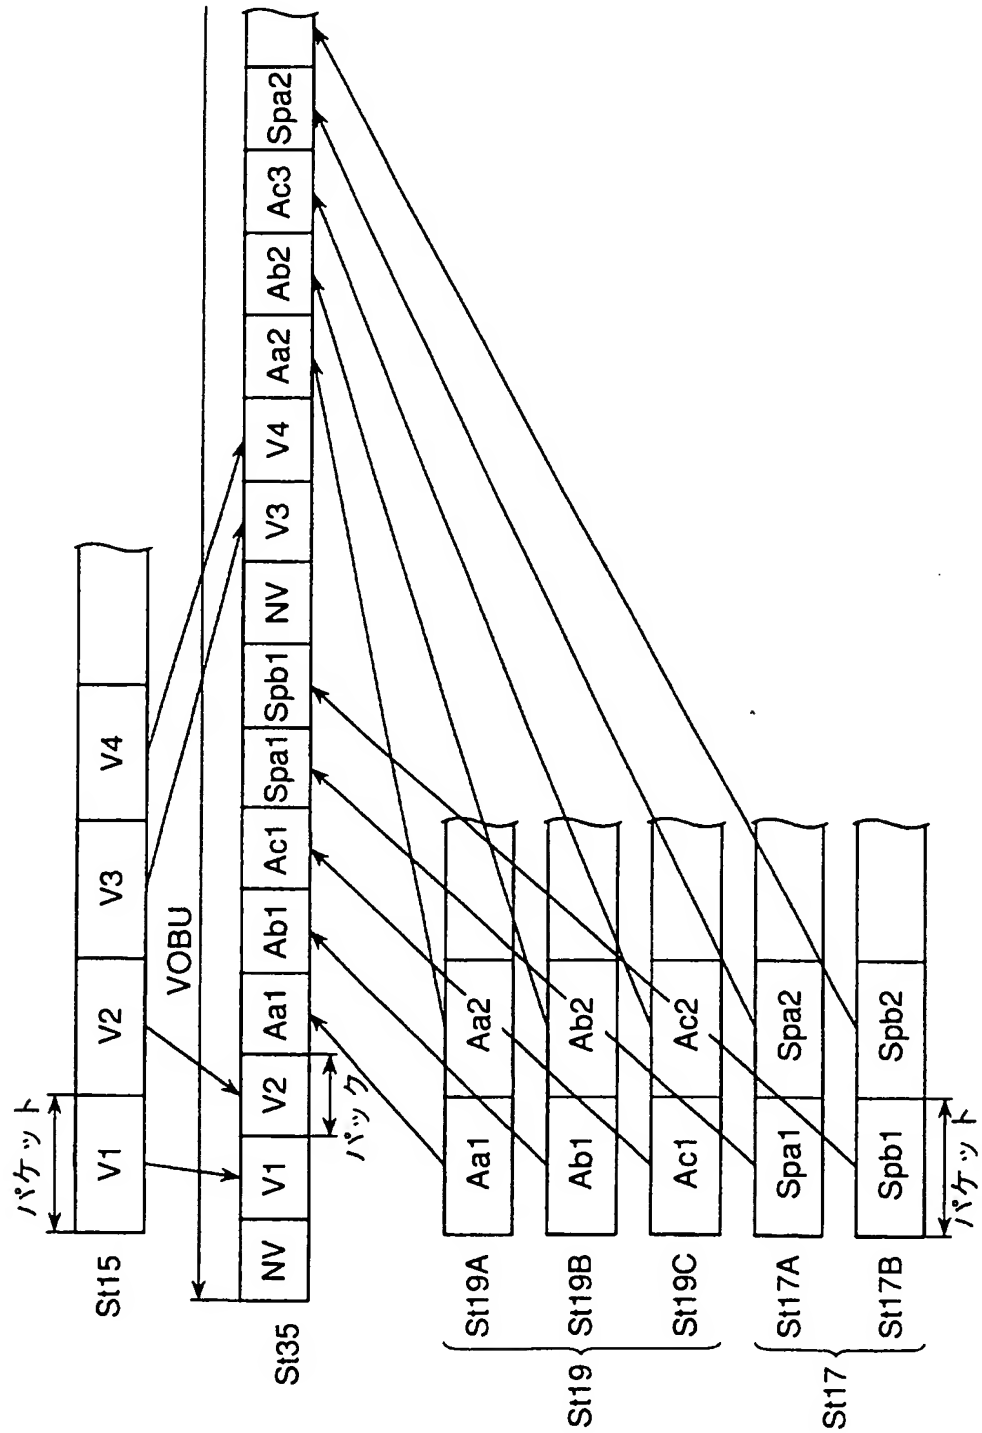 パケット
St15 V1 V2 V3 V4
VOBU
St35 NV V1 V2 Aa1 Ab1 Ac1 Spa1 Spb1 NV V3 V4 Aa2 Ab2 Ac3 Spa2
パック
St19
St19A Aa1 Aa2
St19B Ab1 Ab2
St19C Ac1 Ac2
St17
St17A Spa1 Spa2
St17B Spb1 Spb2
パケット